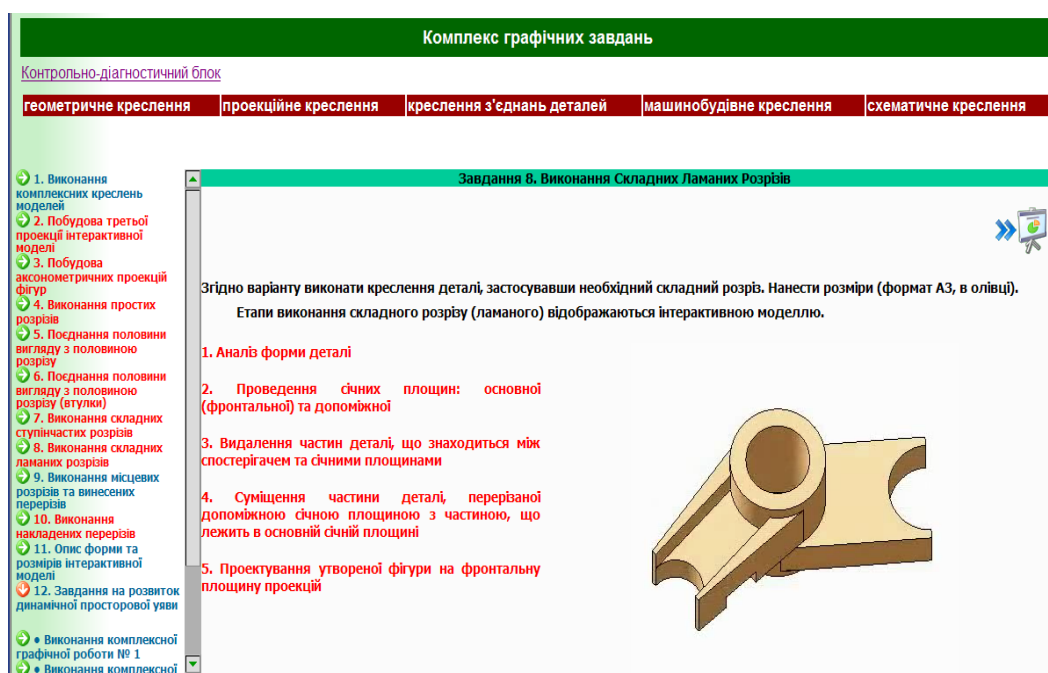 Комплекс графічних завдань
Контрольно-діагностичний блок
геометричне креслення
проекційне креслення
креслення з'єднань деталей
машинобудівне креслення
схематичне креслення
1. Виконання
комплексних креслень
моделей
2. Побудова третьої
проекції інтерактивної
моделі
3. Побудова
аксонометричних проекцій
фігур
4. Виконання простих
розрізів
5. Поєднання половини
вигляду з половиною
розрізу
6. Поєднання половини
вигляду з половиною
розрізу (втулки)
7. Виконання складних
ступінчастих розрізів
8. Виконання складних
ламаних розрізів
9. Виконання місцевих
розрізів та винесених
перерізів
10. Виконання
накладених перерізів
11. Опис форми та
розмірів інтерактивної
моделі
12. Завдання на розвиток
динамічної просторової уяви
• Виконання комплексної
графічної роботи № 1
• Виконання комплексної
Завдання 8. Виконання Складних Ламаних Розрізів
Згідно варіанту виконати креслення деталі, застосувавши необхідний складний розріз. Нанести розміри (формат А3, в олівці).
Етапи виконання складного розрізу (ламаного) відображаються інтерактивною моделлю.
1. Аналіз форми деталі
2. Проведення січних площин: основної
(фронтальної) та допоміжної
3. Видалення частин деталі, що знаходиться між
спостерігачем та січними площинами
4. Суміщення частини деталі, перерізаної
допоміжною січною площиною з частиною, що
лежить в основній січній площині
5. Проектування утвореної фігури на фронтальну
площину проекцій